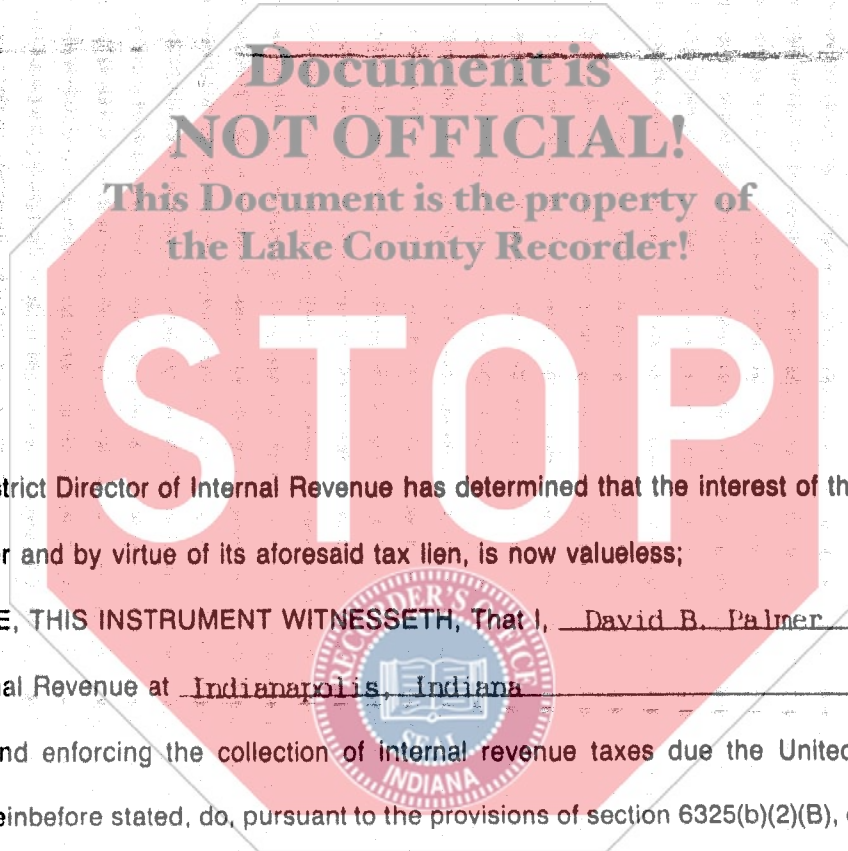 Document is
NOT OFFICIAL!
This Document is the property of
the Lake County Recorder!
STOP
trict Director of Internal Revenue has determined that the interest of th
r and by virtue of its aforesaid tax lien, is now valueless;
E, THIS INSTRUMENT WITNESSETH, That I, David B. Palmer
al Revenue at Indianapolis, Indiana
nd enforcing the collection of internal revenue taxes due the United
einbefore stated, do, pursuant to the provisions of section 6325(b)(2)(B),
RECORDER'S OFFICE
SEAL
INDIANA